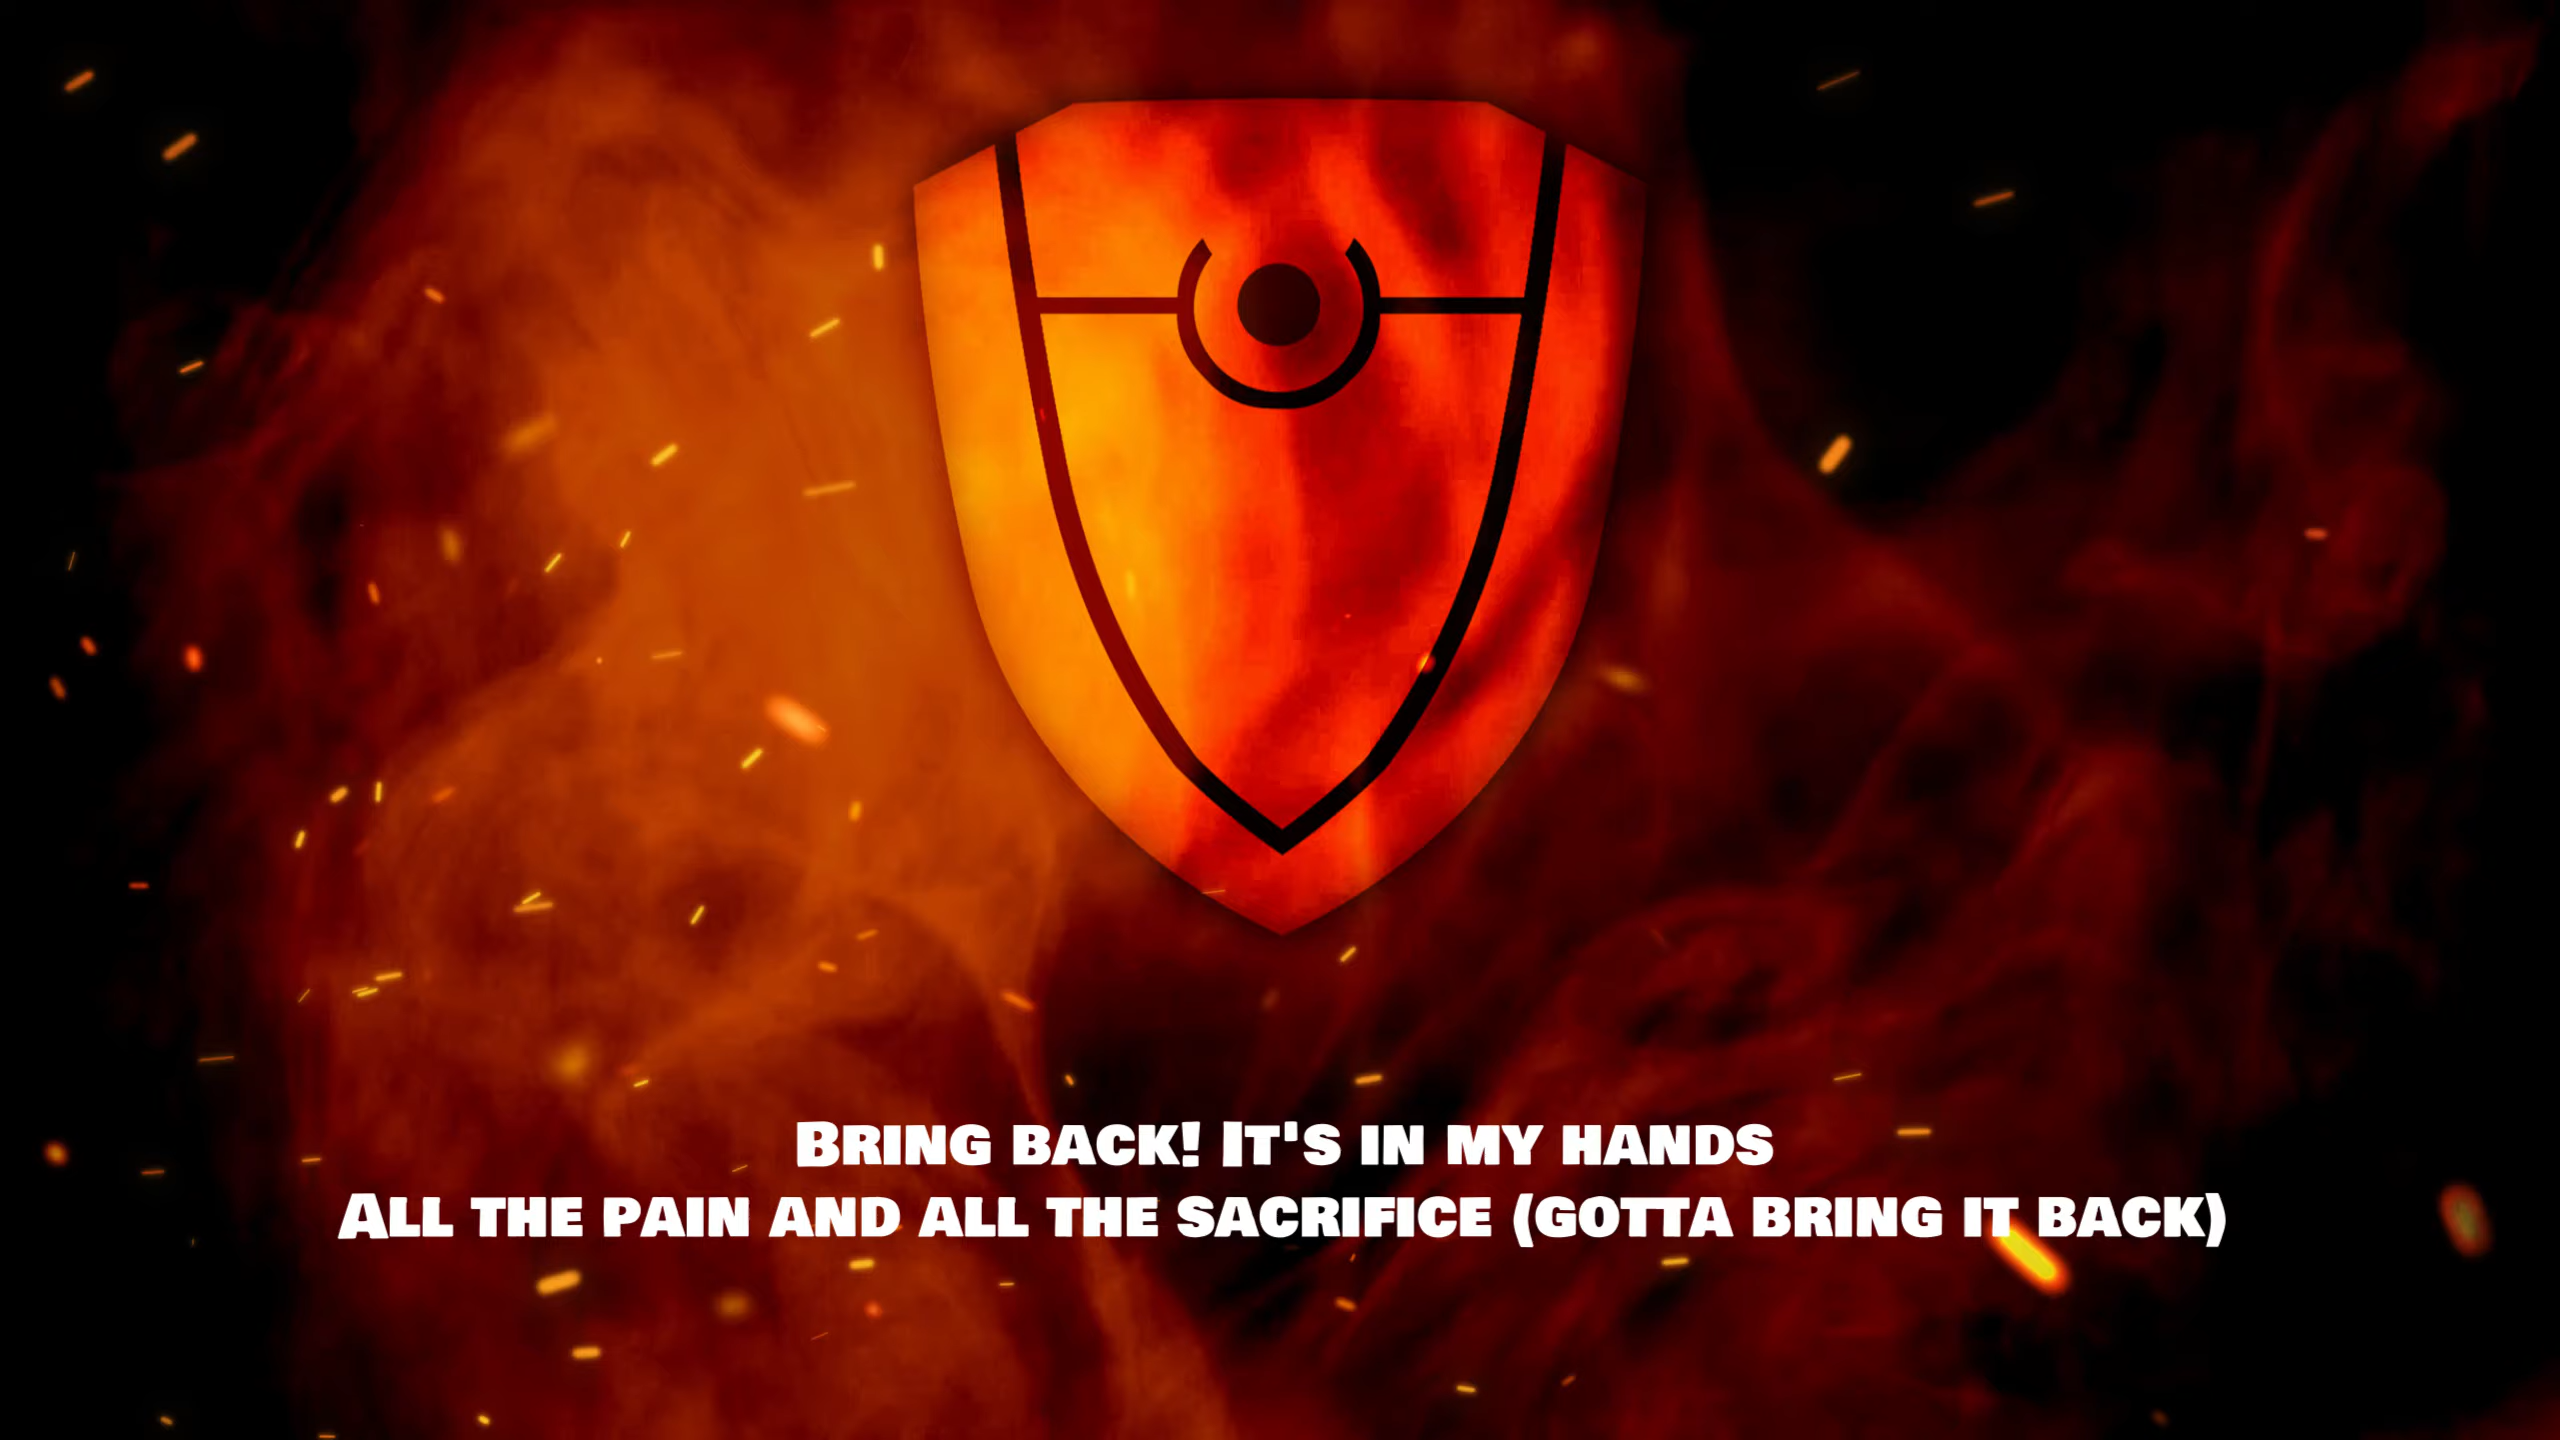 Bring back! It's in my hands
All the pain and all the sacrifice (gotta bring it back)